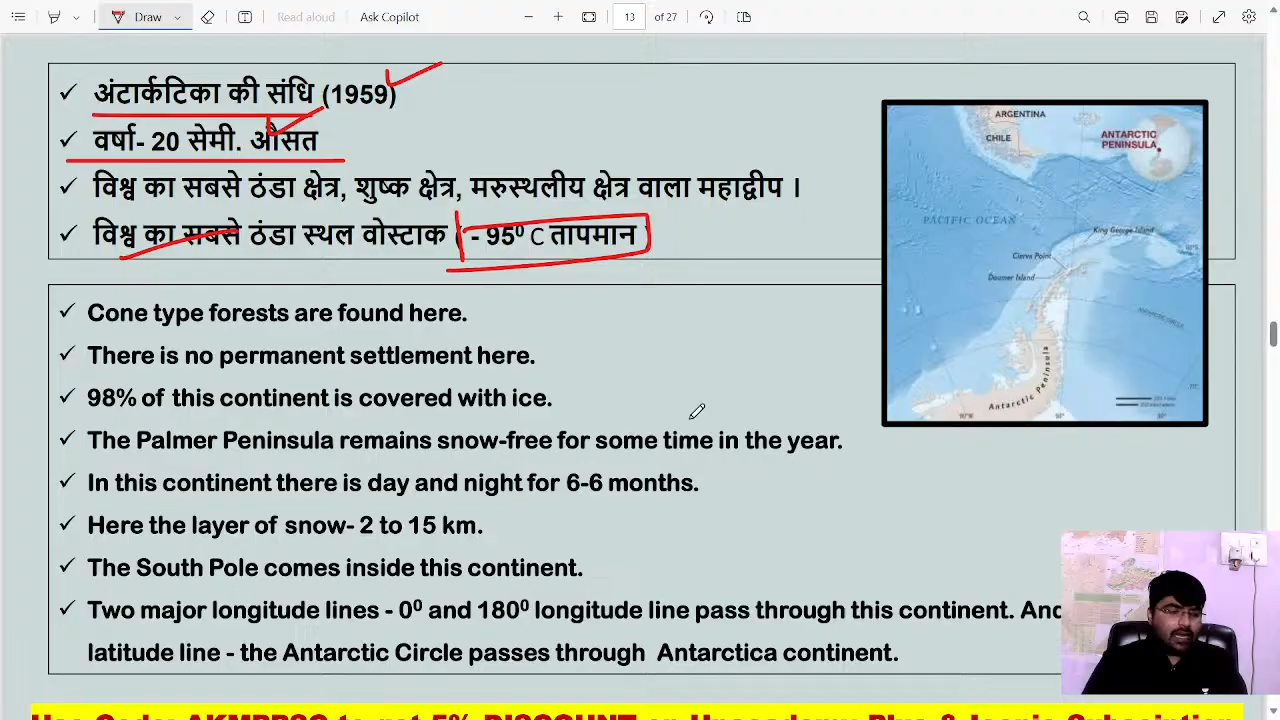 Draw
Read aloud
Ask Copilot
13 of 27
अंटार्कटिका की संधि (1959)
वर्षा- 20 सेमी. औसत
विश्व का सबसे ठंडा क्षेत्र, शुष्क क्षेत्र, मरुस्थलीय क्षेत्र वाला महाद्वीप ।
विश्व का सबसे ठंडा स्थल वोस्टाक ( - 95⁰ C तापमान )
ARGENTINA
CHILE
ANTARCTIC
PENINSULA
PACIFIC OCEAN
King George Island
Cierva Point
Doumer Island
ANTARCTIC CIRCLE
Antarctic Peninsula
Cone type forests are found here.
There is no permanent settlement here.
98% of this continent is covered with ice.
The Palmer Peninsula remains snow-free for some time in the year.
In this continent there is day and night for 6-6 months.
Here the layer of snow- 2 to 15 km.
The South Pole comes inside this continent.
Two major longitude lines - 0⁰ and 180⁰ longitude line pass through this continent. And
latitude line - the Antarctic Circle passes through Antarctica continent.